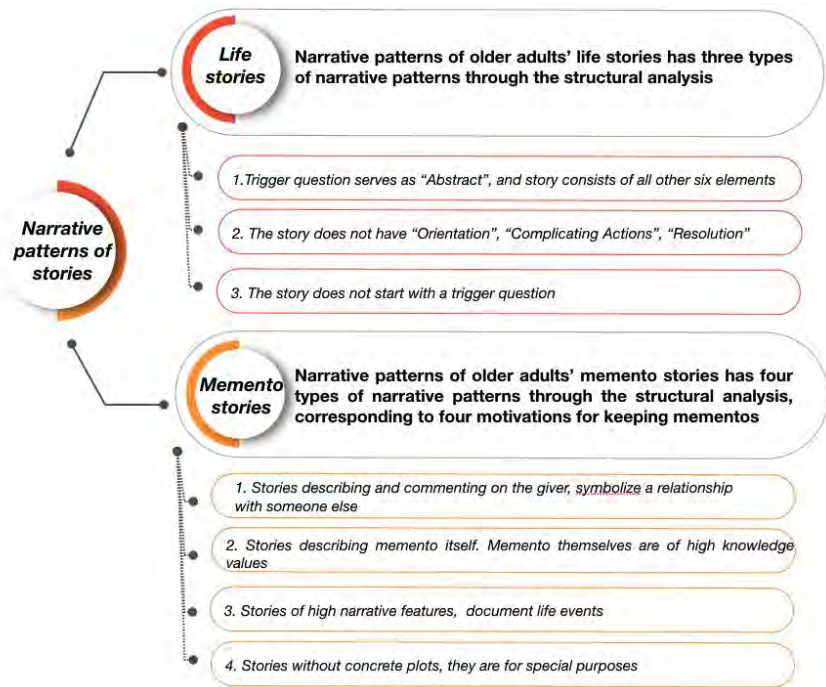 Narrative
patterns of
stories
Life
stories
Narrative patterns of older adults’ life stories has three types
of narrative patterns through the structural analysis
1.Trigger question serves as “Abstract”, and story consists of all other six elements
2. The story does not have “Orientation”, “Complicating Actions”, “Resolution”
3. The story does not start with a trigger question
Memento
stories
Narrative patterns of older adults’ memento stories has four
types of narrative patterns through the structural analysis,
corresponding to four motivations for keeping mementos
1. Stories describing and commenting on the giver, symbolize a relationship
with someone else
2. Stories describing memento itself. Memento themselves are of high knowledge
values
3. Stories of high narrative features, document life events
4. Stories without concrete plots, they are for special purposes